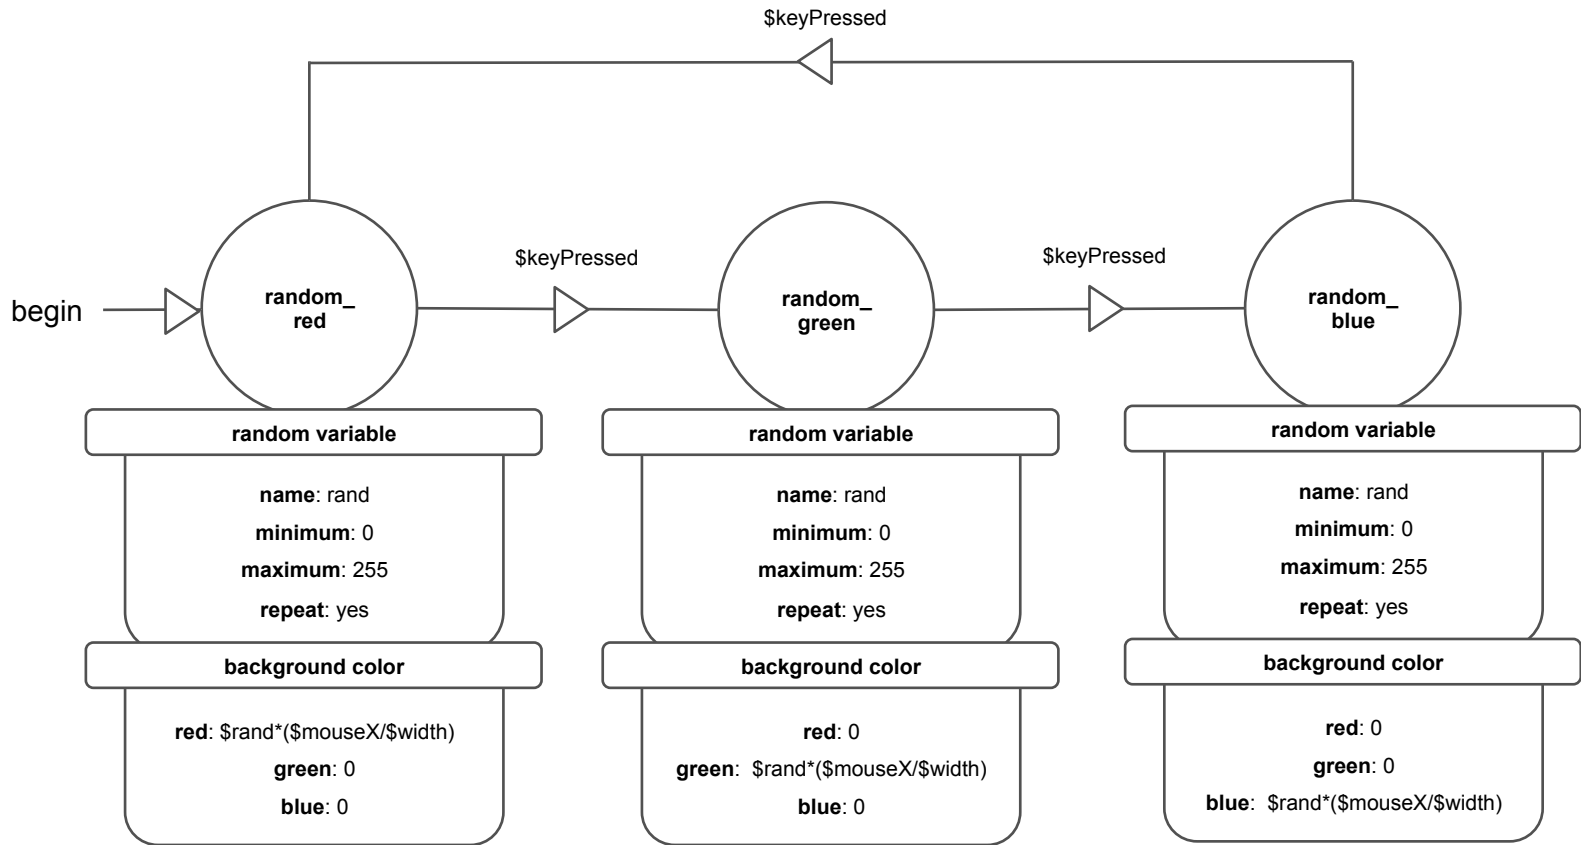 $keyPressed
$keyPressed
$keyPressed
begin
random_
red
random_
green
random_
blue
random variable
name: rand
minimum: 0
maximum: 255
repeat: yes
background color
red: $rand*($mouseX/$width)
green: 0
blue: 0
random variable
name: rand
minimum: 0
maximum: 255
repeat: yes
background color
red: 0
green:  $rand*($mouseX/$width)
blue: 0
random variable
name: rand
minimum: 0
maximum: 255
repeat: yes
background color
red: 0
green: 0
blue:  $rand*($mouseX/$width)